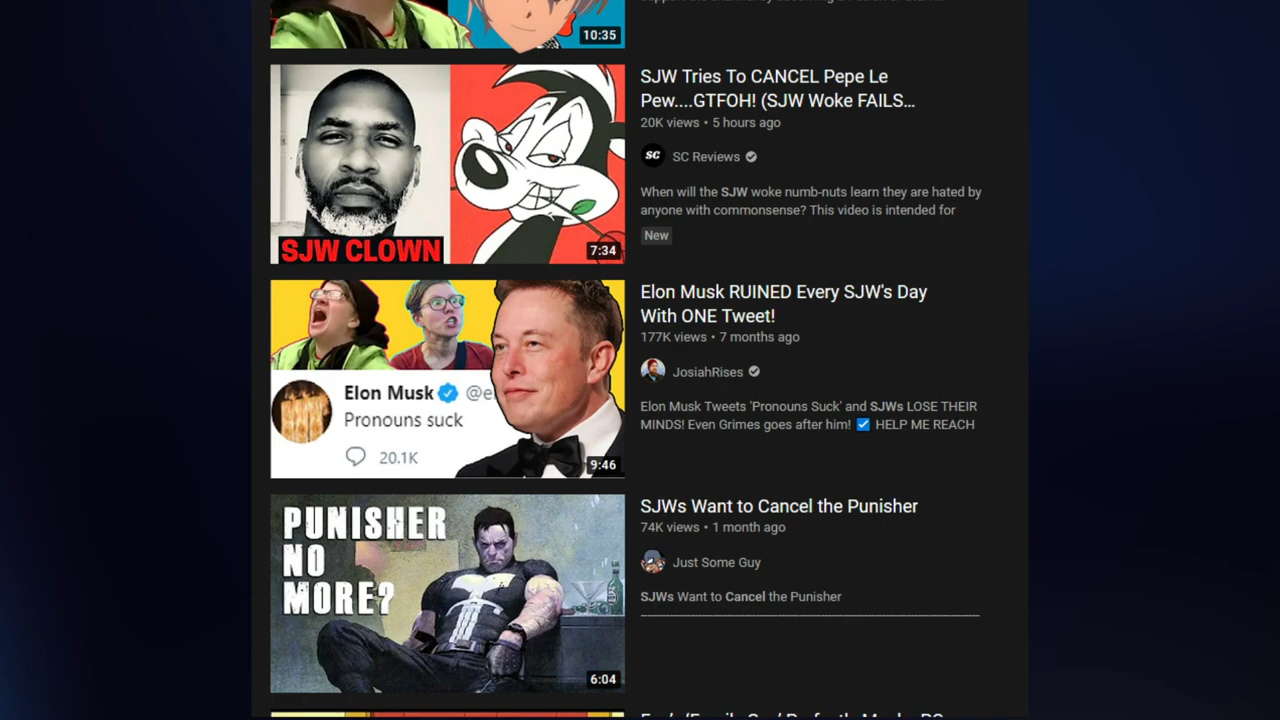 10:35
SJW Tries To CANCEL Pepe Le
Pew....GTFOH! (SJW Woke FAILS...
20K views • 5 hours ago
SC
SC Reviews
When will the SJW woke numb-nuts learn they are hated by
anyone with commonsense? This video is intended for
New
SJW CLOWN
7:34
Elon Musk RUINED Every SJW's Day
With ONE Tweet!
177K views • 7 months ago
JosiahRises
Elon Musk Tweets 'Pronouns Suck' and SJWs LOSE THEIR
MINDS! Even Grimes goes after him! ☑ HELP ME REACH
Elon Musk @e
Pronouns suck
20.1K
9:46
SJWs Want to Cancel the Punisher
74K views • 1 month ago
Just Some Guy
SJWs Want to Cancel the Punisher
PUNISHER
NO
MORE?
6:04